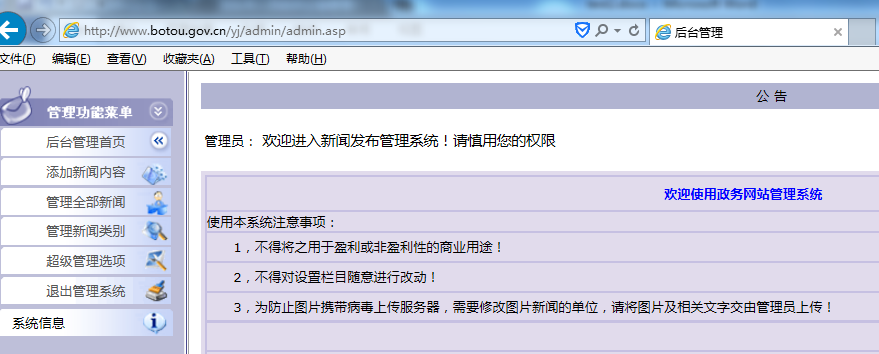 http://www.botou.gov.cn/yj/admin/admin.asp
后台管理
文件(F) 编辑(E) 查看(V) 收藏夹(A) 工具(T) 帮助(H)
管理功能菜单
公 告
后台管理首页
管理员： 欢迎进入新闻发布管理系统！请慎用您的权限
添加新闻内容
管理全部新闻
管理新闻类别
超级管理选项
退出管理系统
系统信息
欢迎使用政务网站管理系统
使用本系统注意事项：
1，不得将之用于盈利或非盈利性的商业用途！
2，不得对设置栏目随意进行改动！
3，为防止图片携带病毒上传服务器，需要修改图片新闻的单位，请将图片及相关文字交由管理员上传！